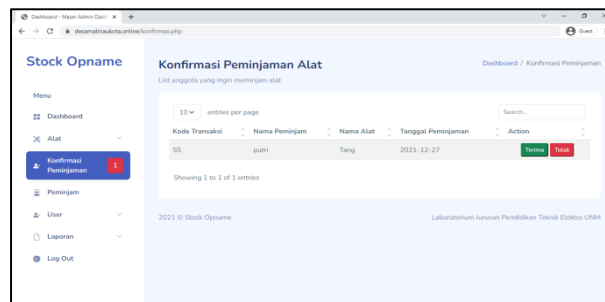 Dashboard - Mazer Admin Dash
desamalinaukota.online/konfirmasi.php
Guest
Stock Opname
Menu
Dashboard
Alat
Konfirmasi
Peminjaman
1
Peminjam
User
Laporan
Log Out
Konfirmasi Peminjaman Alat
List anggota yang ingin meminjam alat
Dashboard / Konfirmasi Peminjaman
10 entries per page
Search...
Kode Transaksi Nama Peminjam Nama Alat Tanggal Peminjaman Action
55 putri Tang 2021-12-27 Terima Tolak
Showing 1 to 1 of 1 entries
2021 © Stock Opname
Laboratorium Jurusan Pendidikan Teknik Elektro UNM